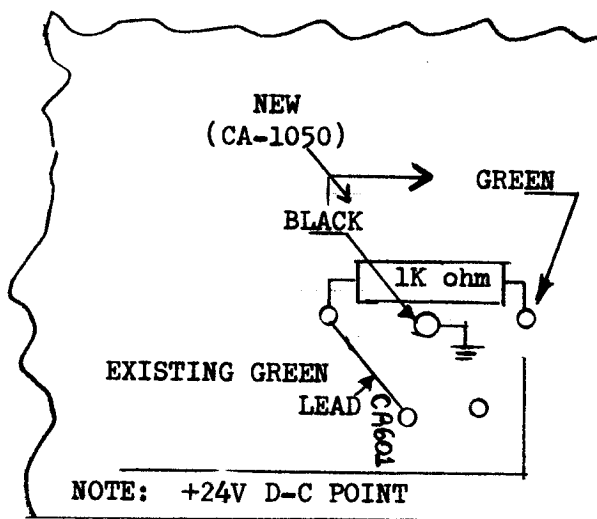 NEW
(CA-1050)
GREEN
BLACK
1K ohm
EXISTING GREEN
LEAD
CA601
NOTE: +24V D-C POINT